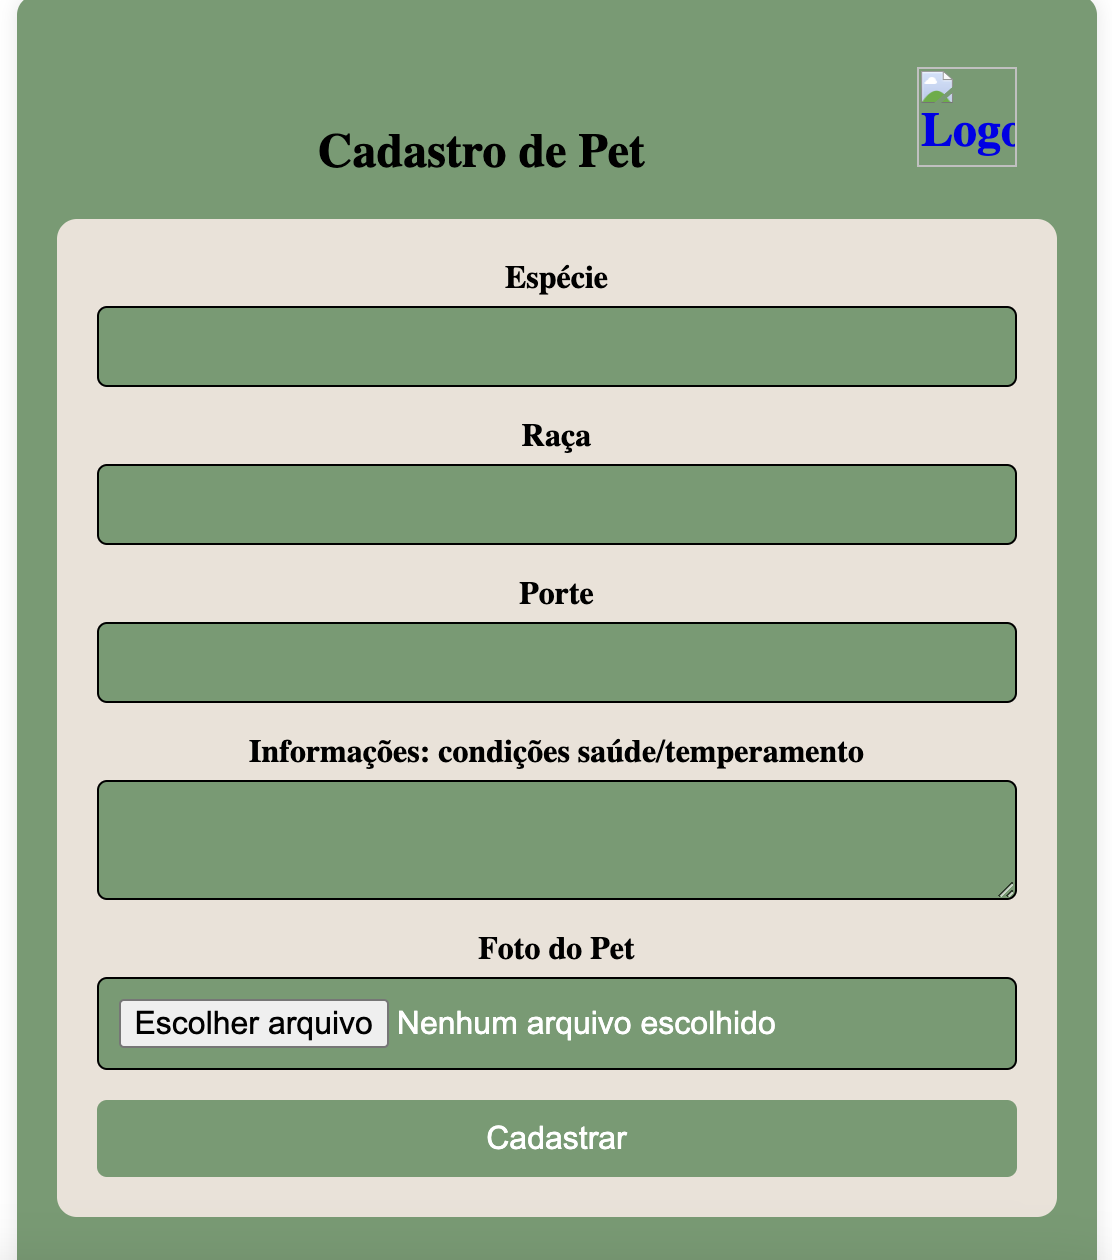 Cadastro de Pet
Logo
Espécie
Raça
Porte
Informações: condições saúde/temperamento
Foto do Pet
Escolher arquivo Nenhum arquivo escolhido
Cadastrar